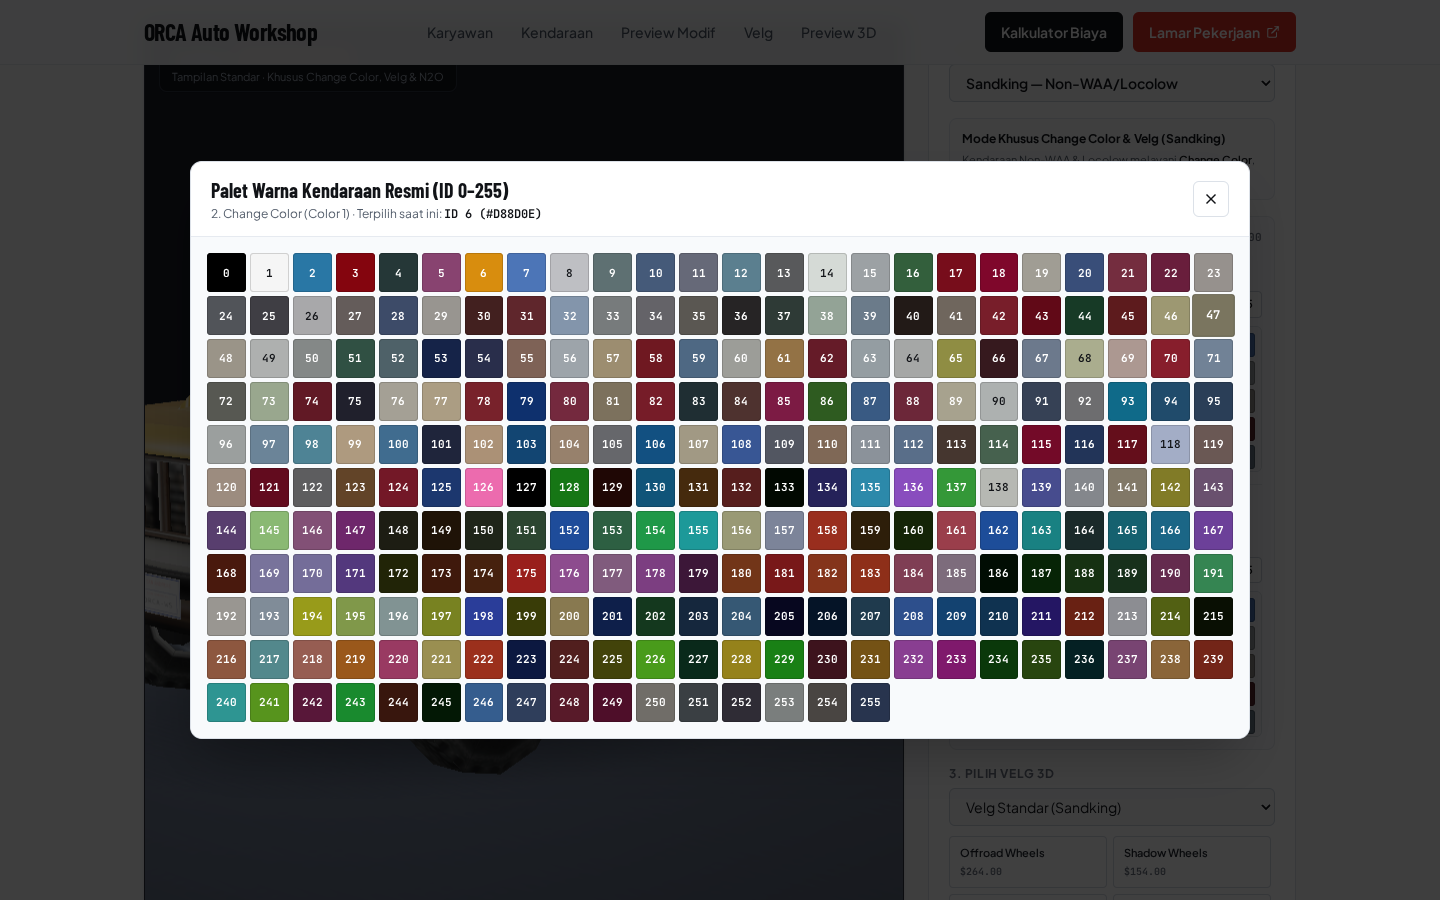 ORCA Auto Workshop
Karyawan
Kendaraan
Preview Modif
Velg
Preview 3D
Kalkulator Biaya
Lamar Pekerjaan
Tampilan Standar · Khusus Change Color, Velg & N2O
Sandking — Non-WAA/Locolow
Mode Khusus Change Color & Velg (Sandking)
Kendaraan Non-WAA & Locolow melayani Change Color,
Palet Warna Kendaraan Resmi (ID 0-255)
2. Change Color (Color 1) · Terpilih saat ini: ID 6 (#D88D0E)
0 1 2 3 4 5 6 7 8 9 10 11 12 13 14 15 16 17 18 19 20 21 22 23
24 25 26 27 28 29 30 31 32 33 34 35 36 37 38 39 40 41 42 43 44 45 46 47
48 49 50 51 52 53 54 55 56 57 58 59 60 61 62 63 64 65 66 67 68 69 70 71
72 73 74 75 76 77 78 79 80 81 82 83 84 85 86 87 88 89 90 91 92 93 94 95
96 97 98 99 100 101 102 103 104 105 106 107 108 109 110 111 112 113 114 115 116 117 118 119
120 121 122 123 124 125 126 127 128 129 130 131 132 133 134 135 136 137 138 139 140 141 142 143
144 145 146 147 148 149 150 151 152 153 154 155 156 157 158 159 160 161 162 163 164 165 166 167
168 169 170 171 172 173 174 175 176 177 178 179 180 181 182 183 184 185 186 187 188 189 190 191
192 193 194 195 196 197 198 199 200 201 202 203 204 205 206 207 208 209 210 211 212 213 214 215
216 217 218 219 220 221 222 223 224 225 226 227 228 229 230 231 232 233 234 235 236 237 238 239
240 241 242 243 244 245 246 247 248 249 250 251 252 253 254 255
3. PILIH VELG 3D
Velg Standar (Sandking)
Offroad Wheels
$264.00
Shadow Wheels
$154.00